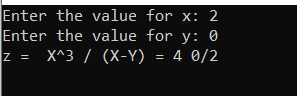 Enter the value for x: 2
Enter the value for y: 0
z =  X^3 / (X-Y) = 4 0/2